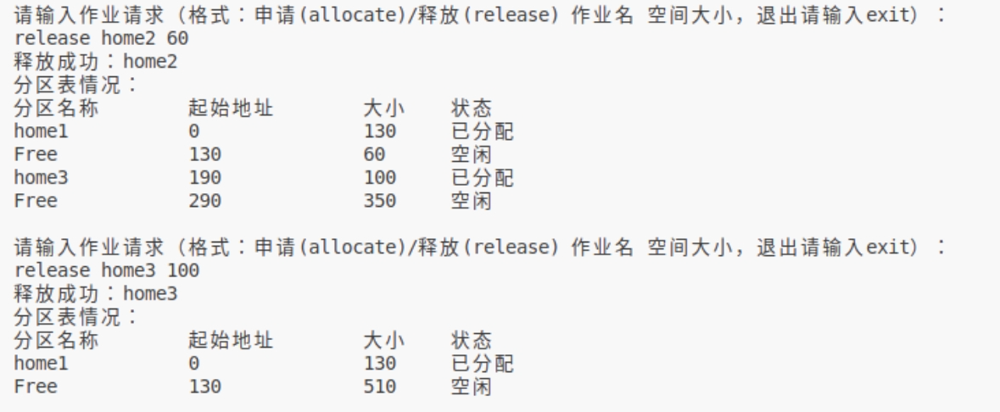 请输入作业请求（格式：申请(allocate)/释放(release) 作业名 空间大小，退出请输入exit）：
release home2 60
释放成功：home2
分区表情况：
分区名称 起始地址 大小 状态
home1 0 130 已分配
Free 130 60 空闲
home3 190 100 已分配
Free 290 350 空闲
请输入作业请求（格式：申请(allocate)/释放(release) 作业名 空间大小，退出请输入exit）：
release home3 100
释放成功：home3
分区表情况：
分区名称 起始地址 大小 状态
home1 0 130 已分配
Free 130 510 空闲